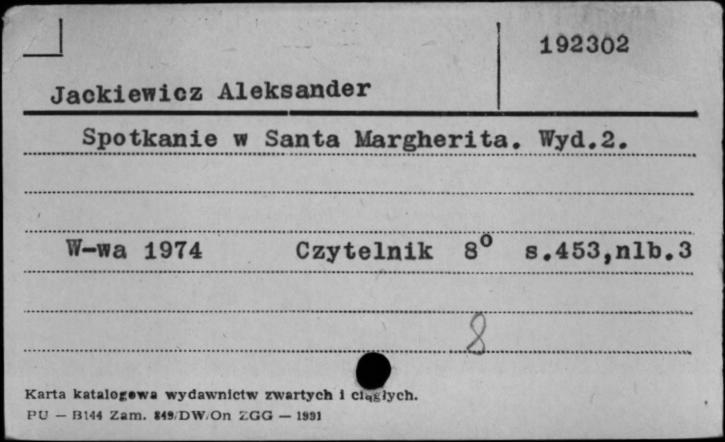 192302
Jackiewicz Aleksander
Spotkanie w Santa Margherita. Wyd.2.
W-wa 1974 Czytelnik 8° s.453,nlb.3
8
Karta katalogowa wydawnictw zwartych i ciągłych.
PU — B144 Zam. 849/DW/On ZGG — 1991